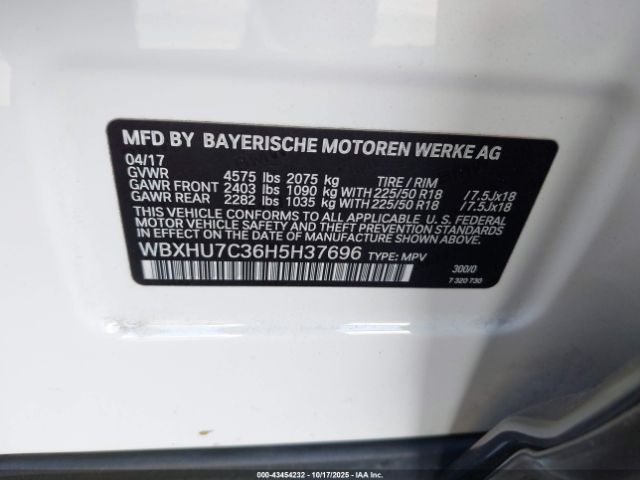 MFD BY BAYERISCHE MOTOREN WERKE AG
04/17
GVWR 4575 lbs 2075 kg TIRE / RIM
GAWR FRONT 2403 lbs 1090 kg WITH 225/50 R18 /7.5Jx18
GAWR REAR 2282 lbs 1035 kg WITH 225/50 R18 /7.5Jx18
THIS VEHICLE CONFORMS TO ALL APPLICABLE U. S. FEDERAL
MOTOR VEHICLE SAFETY AND THEFT PREVENTION STANDARDS
IN EFFECT ON THE DATE OF MANUFACTURE SHOWN ABOVE.
WBXHU7C36H5H37696 TYPE: MPV
300/0
7 320 730
000-43454232 - 10/17/2025 - IAA Inc.